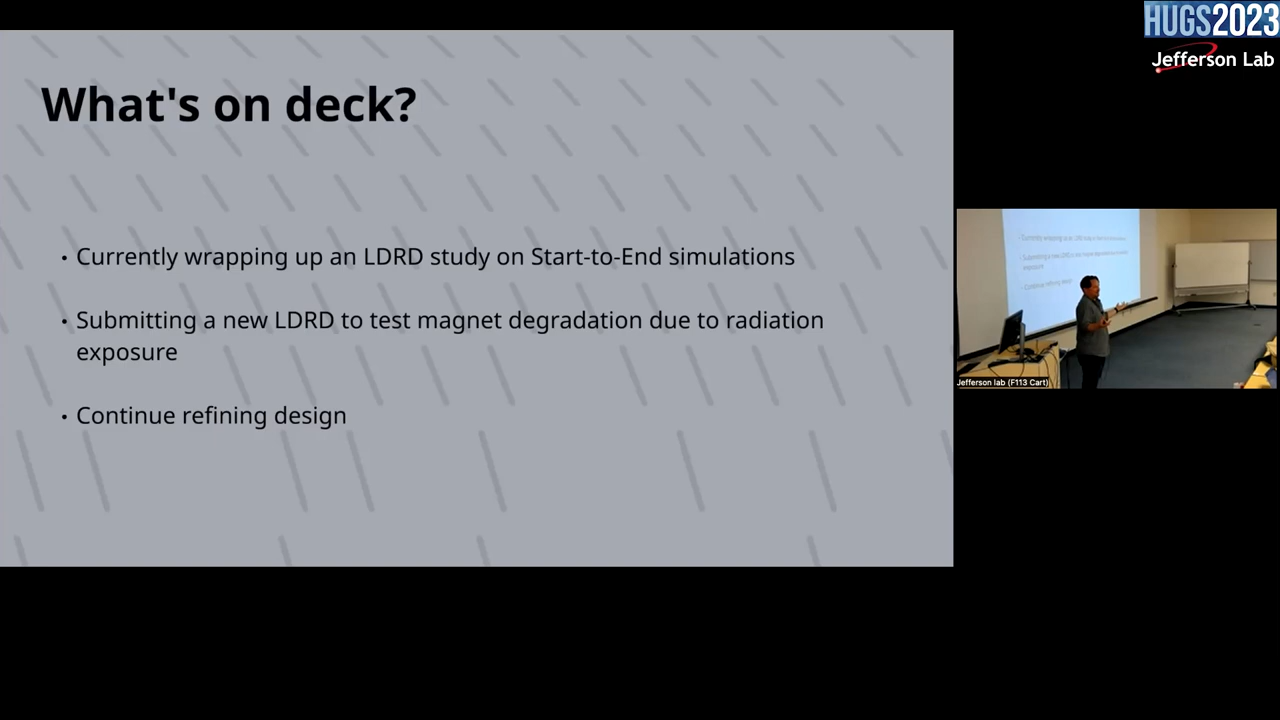 HUGS2023
Jefferson Lab
What's on deck?
• Currently wrapping up an LDRD study on Start-to-End simulations
• Submitting a new LDRD to test magnet degradation due to radiation
exposure
• Continue refining design
Jefferson lab (F113 Cart)